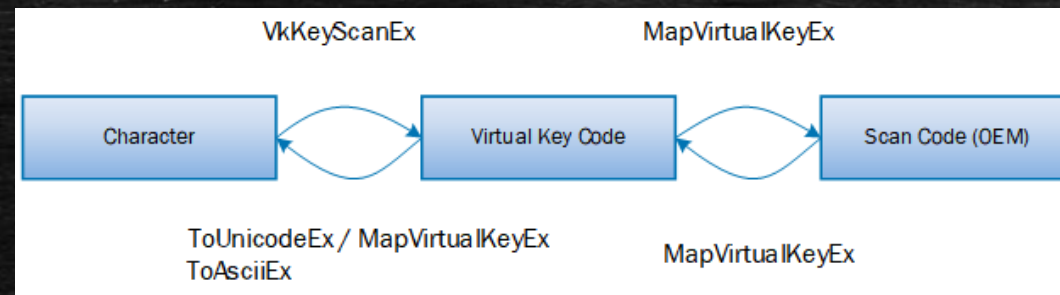 VkKeyScanEx
MapVirtualKeyEx
Character
Virtual Key Code
Scan Code (OEM)
ToUnicodeEx / MapVirtualKeyEx
ToAsciiEx
MapVirtualKeyEx